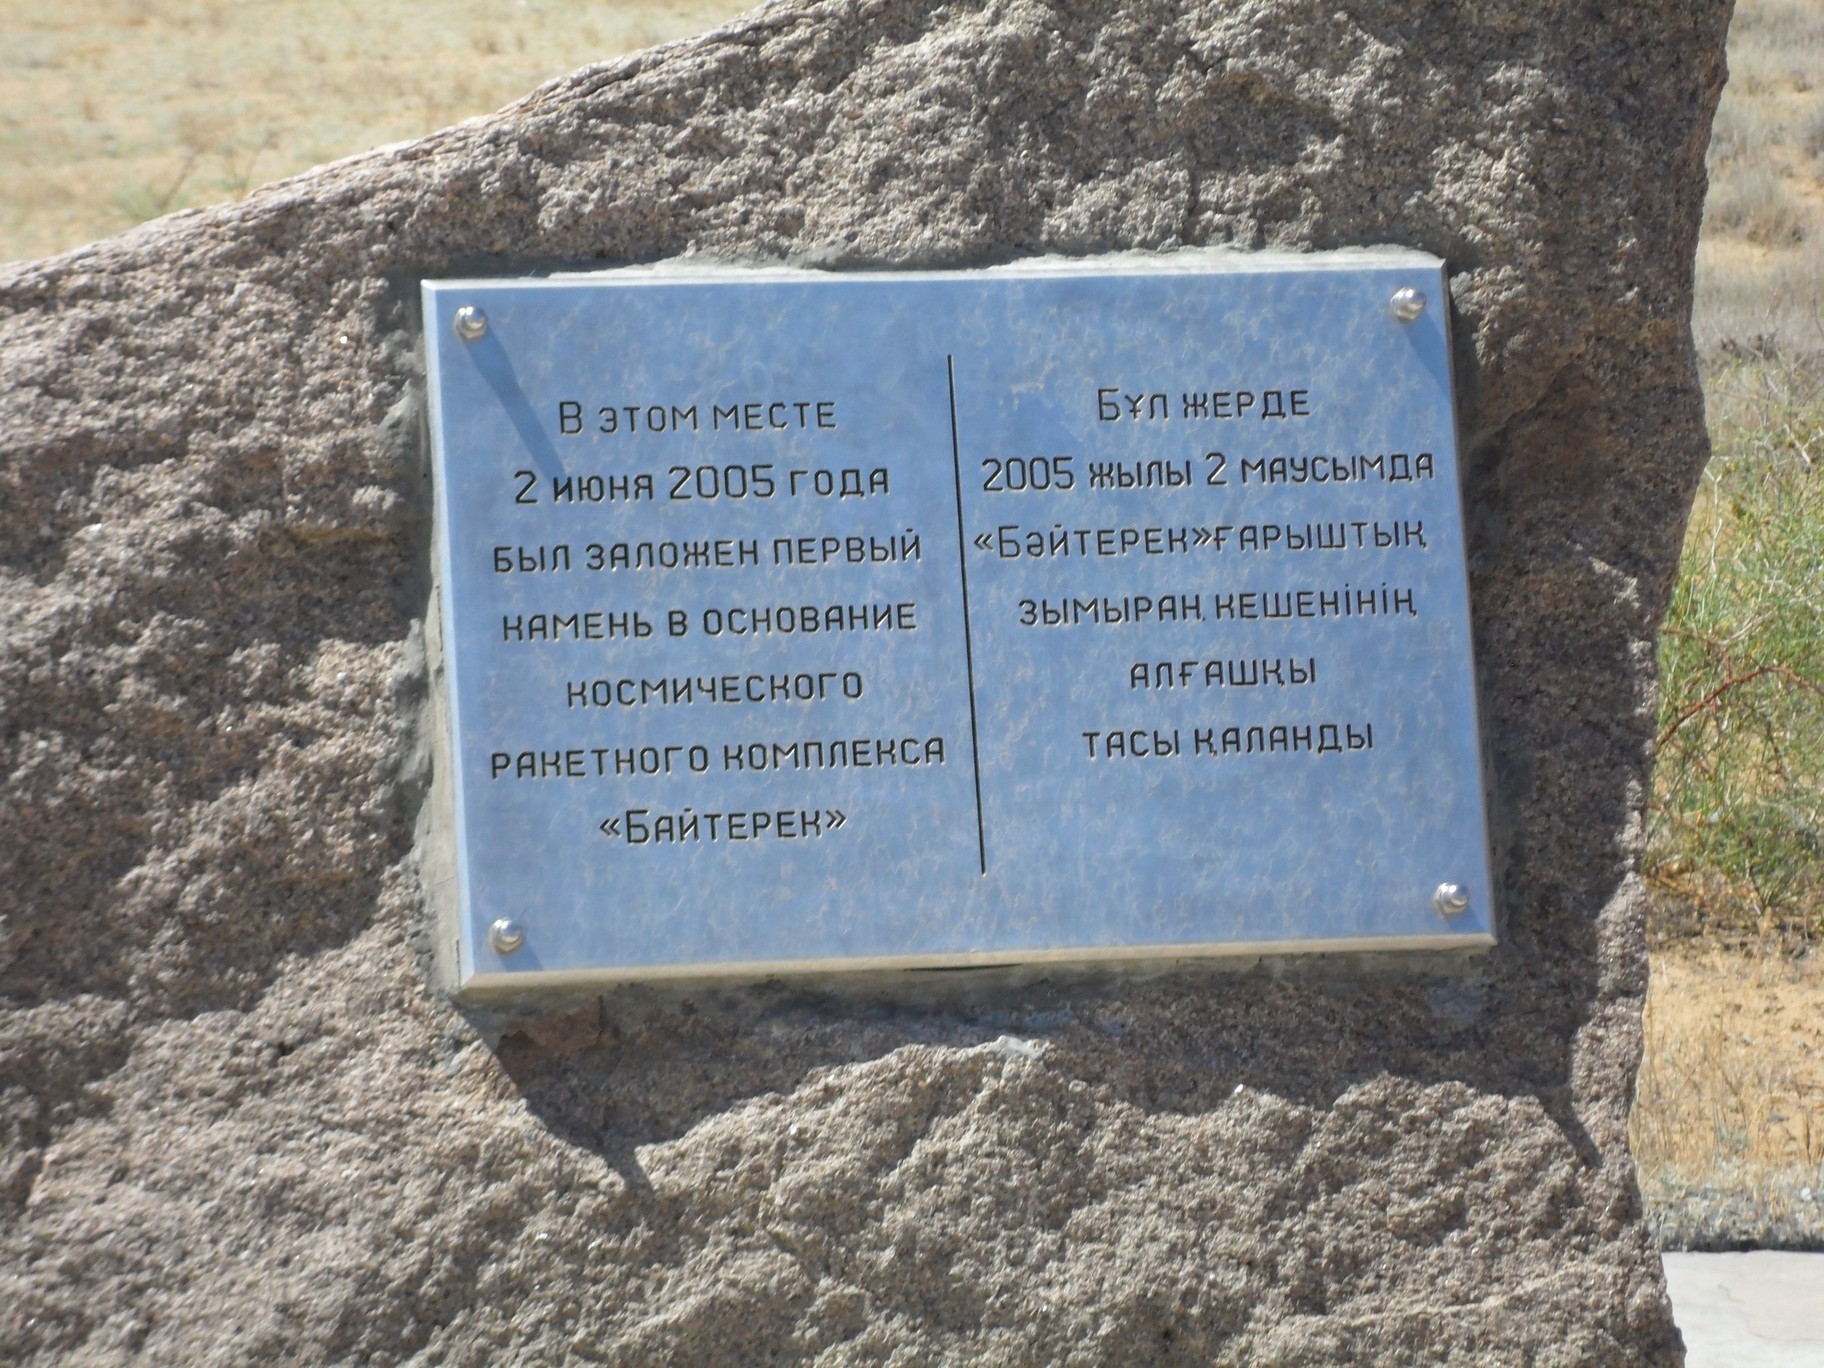 В этом месте
2 июня 2005 года
был заложен первый
камень в основание
космического
ракетного комплекса
«Байтерек»
Бұл жерде
2005 жылы 2 маусымда
«Бәйтерек»ғарыштық
зымыран кешенінің
алғашқы
тасы қаланды